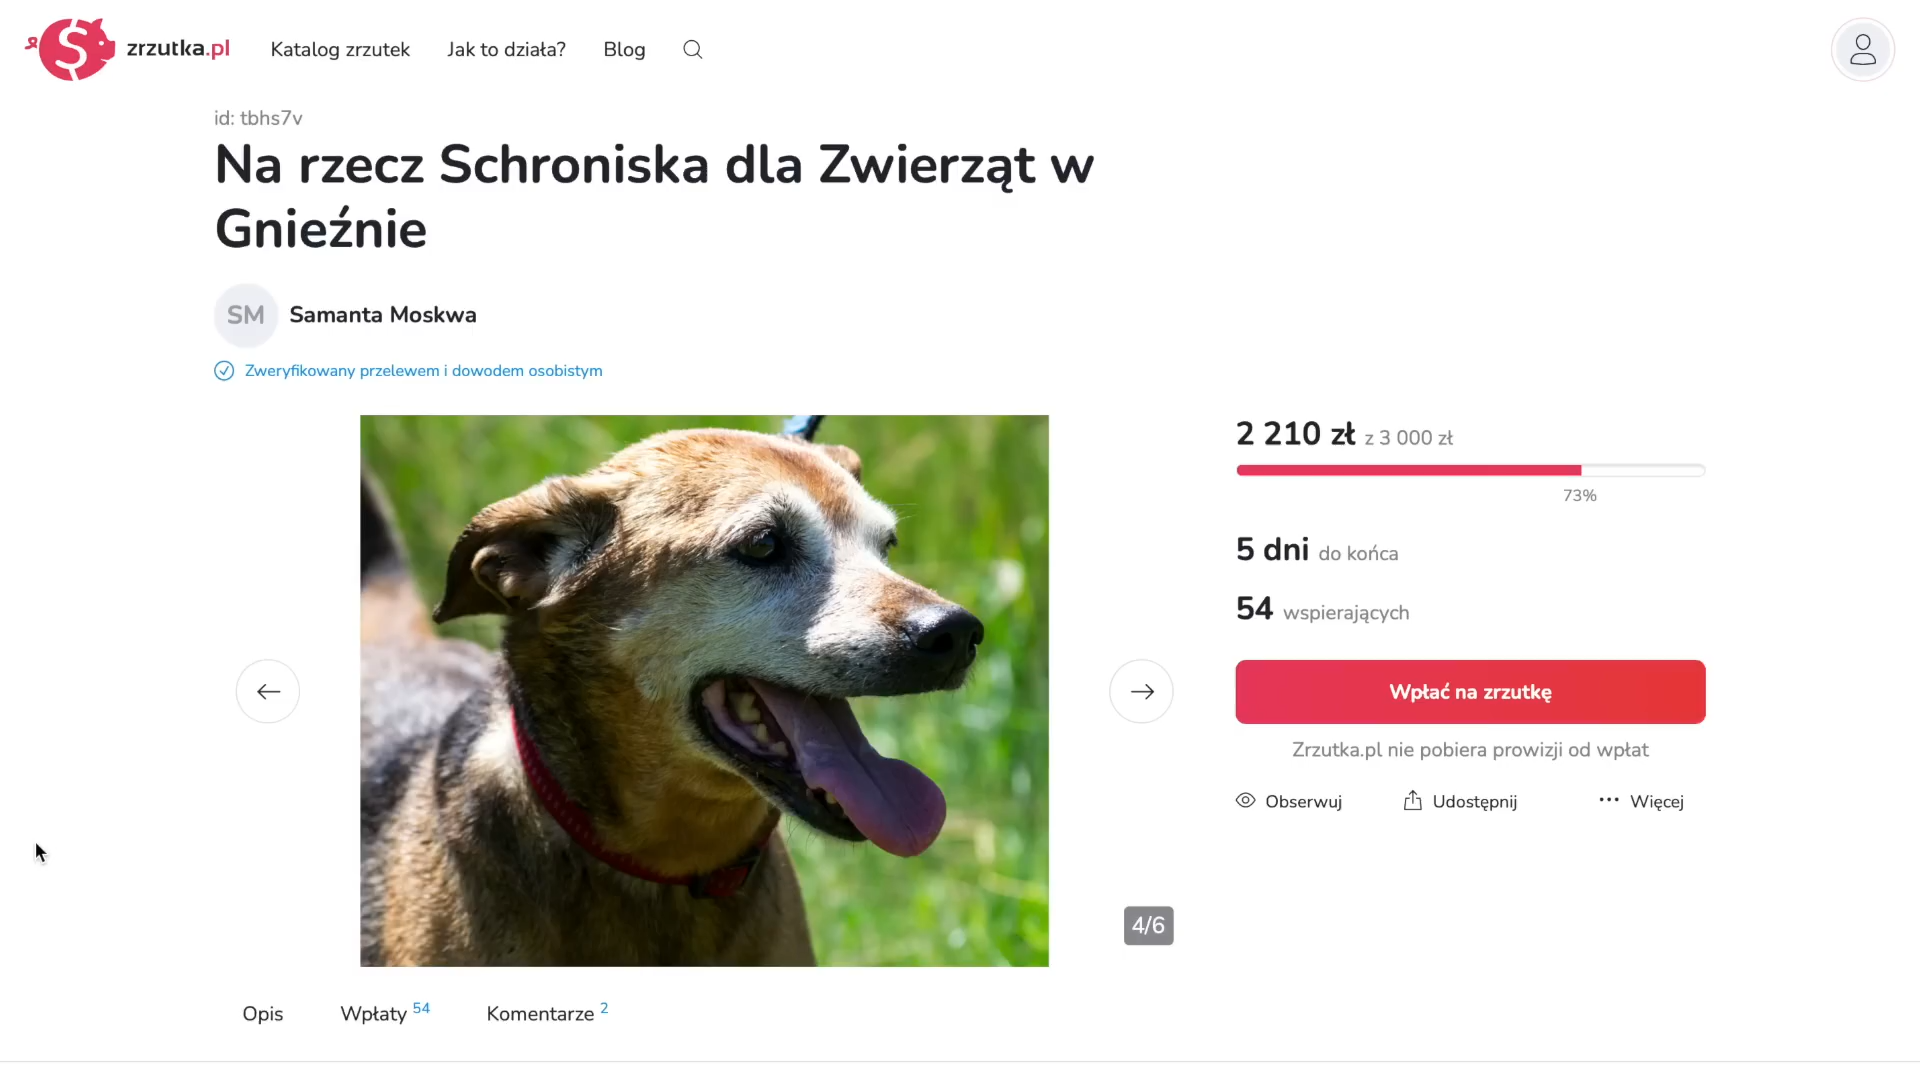 zrzutka.pl
Katalog zrzutek
Jak to działa?
Blog
id: tbhs7v
Na rzecz Schroniska dla Zwierząt w
Gnieźnie
SM
Samanta Moskwa
Zweryfikowany przelewem i dowodem osobistym
2 210 zł z 3 000 zł
73%
5 dni do końca
54 wspierających
Wpłać na zrzutkę
Zrzutka.pl nie pobiera prowizji od wpłat
Obserwuj
Udostępnij
Więcej
4/6
Opis
Wpłaty 54
Komentarze 2